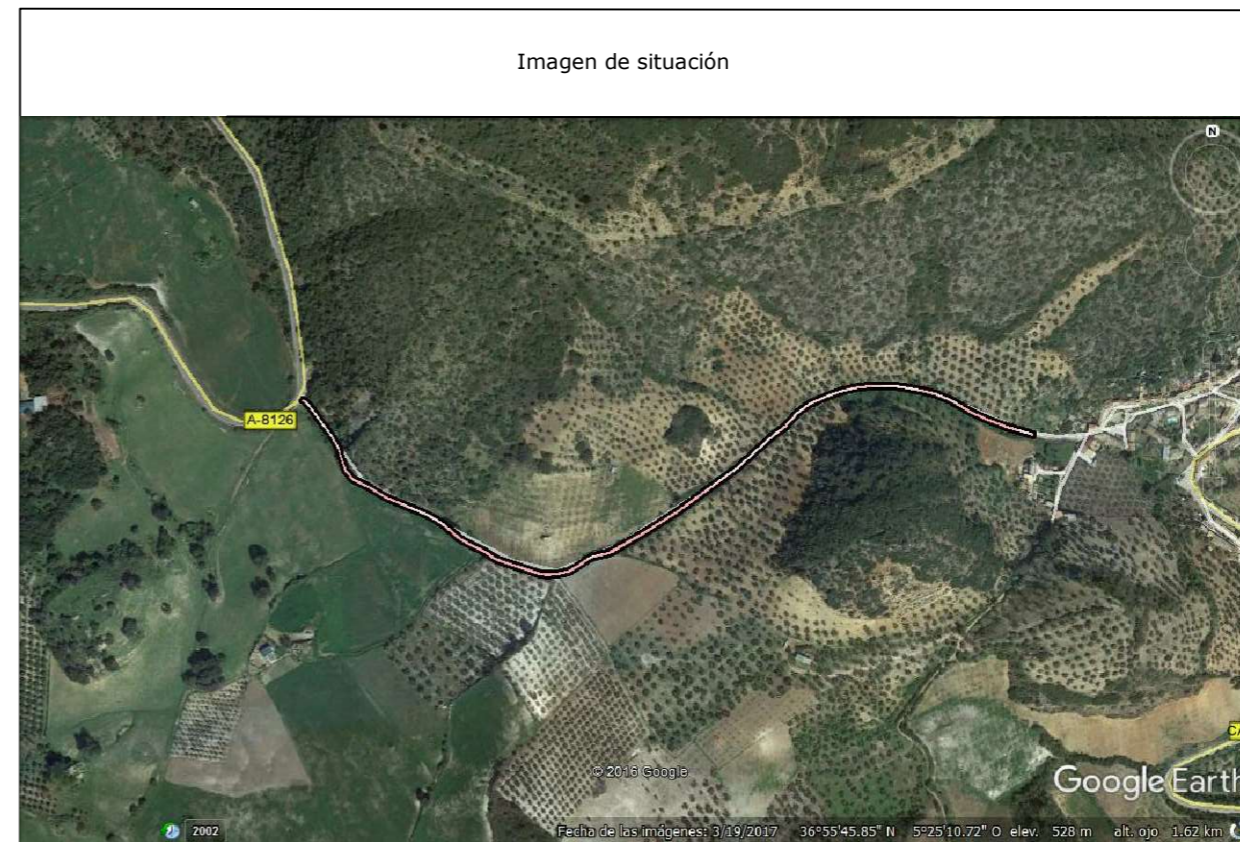 Imagen de situación
N
A-8126
© 2016 Google
Google Earth
2002
Fecha de las imágenes: 3/19/2017 36°55'45.85" N 5°25'10.72" O elev. 528 m alt. ojo 1.62 km